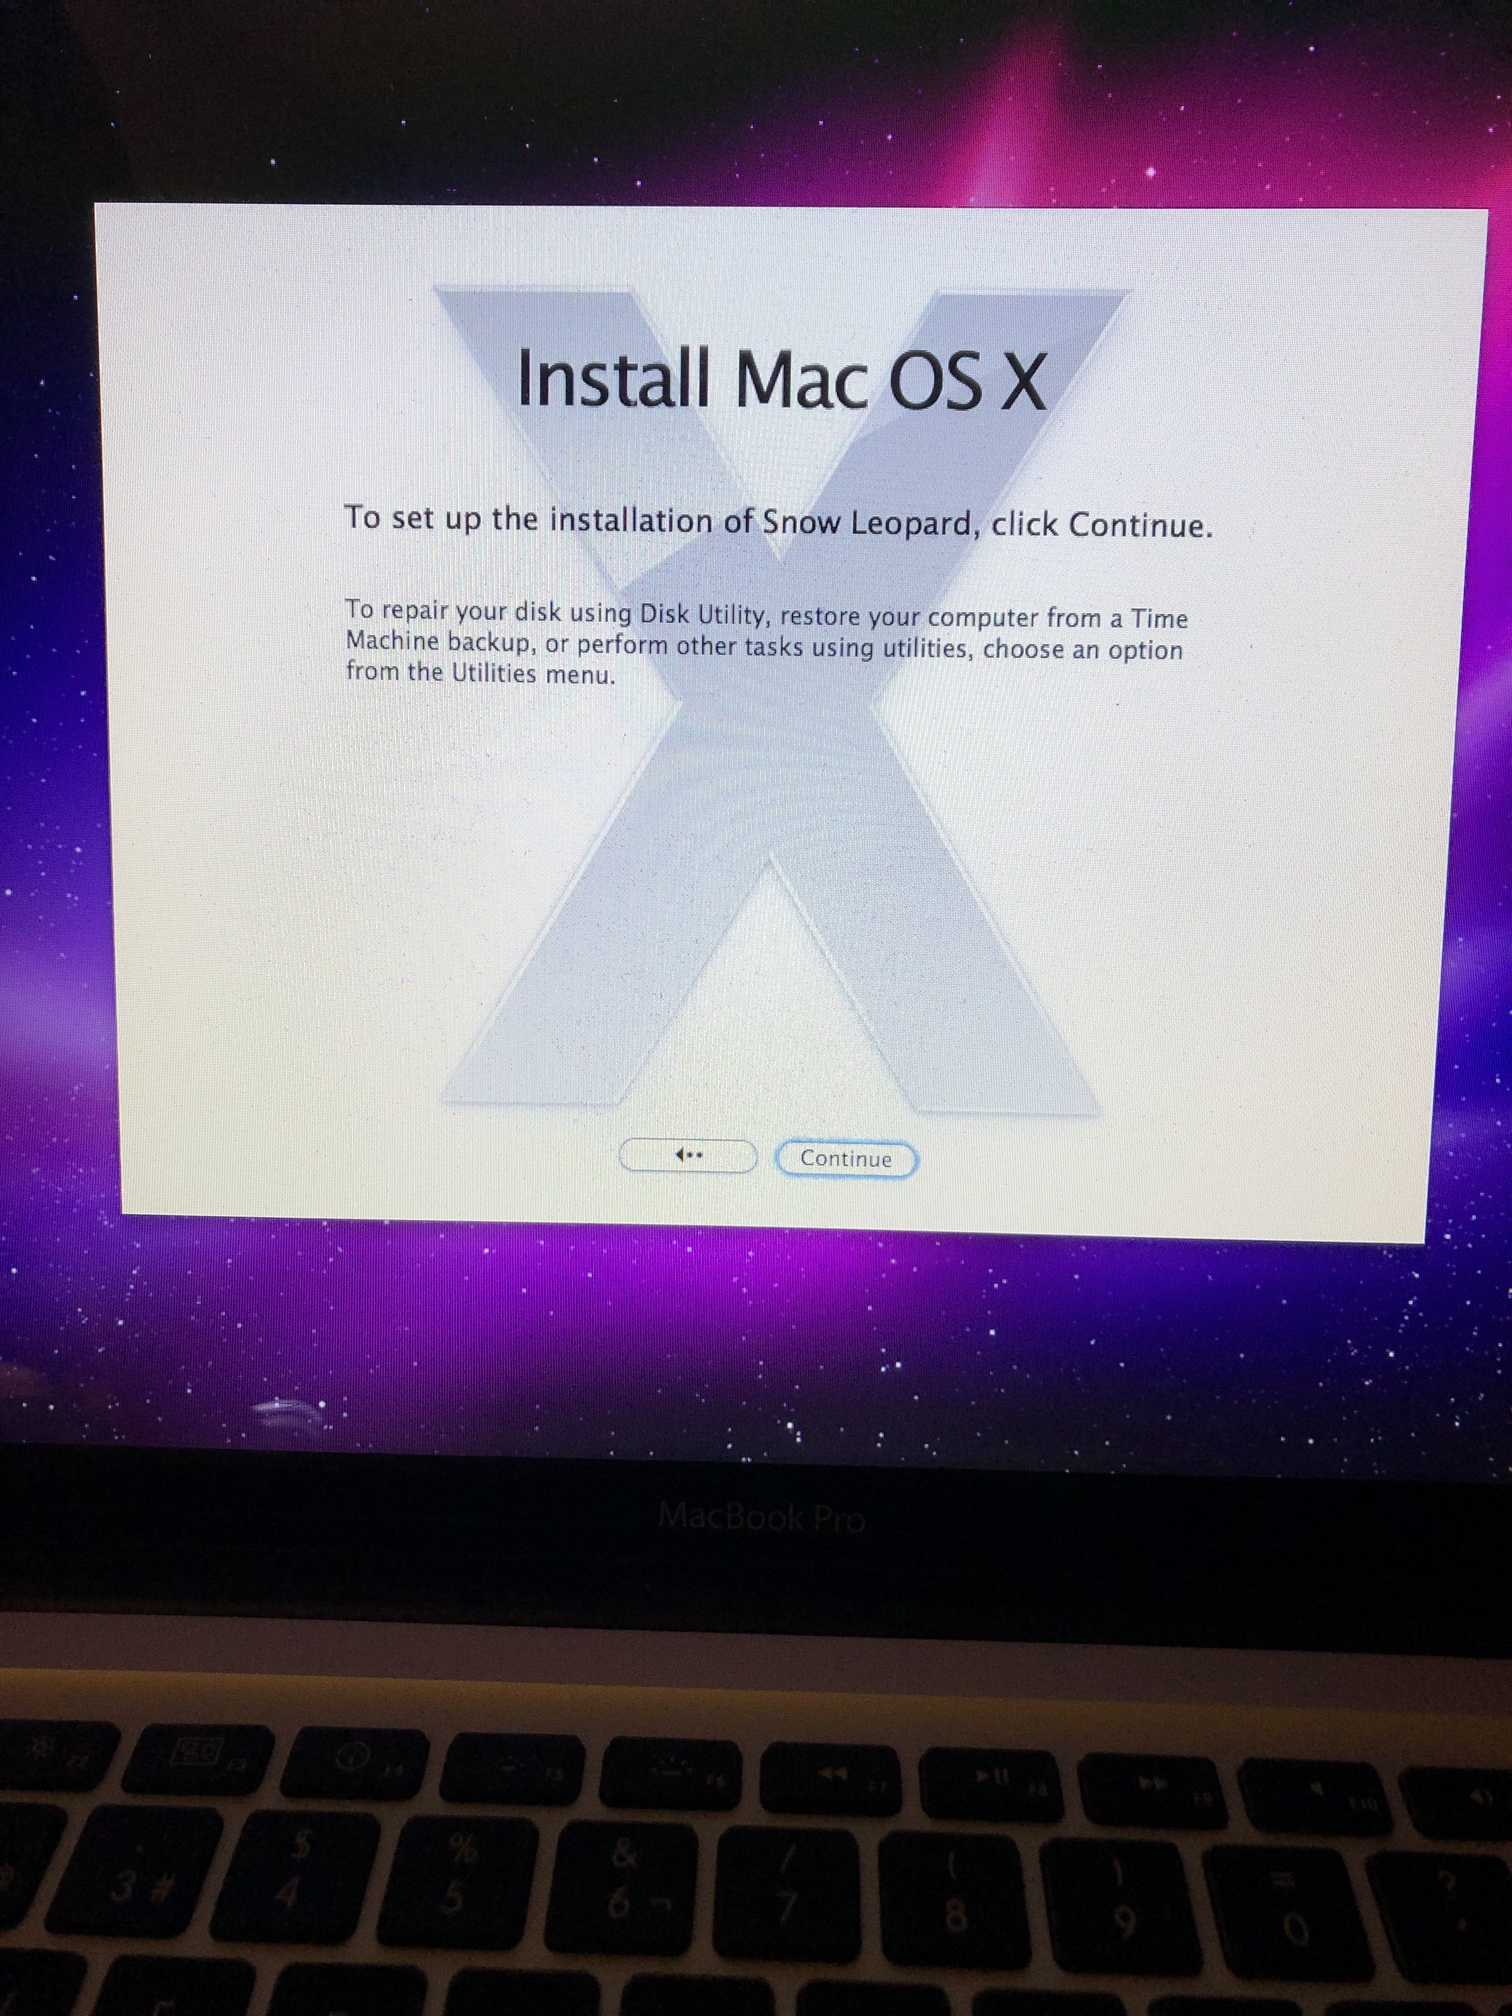 Install Mac OS X
To set up the installation of Snow Leopard, click Continue.
To repair your disk using Disk Utility, restore your computer from a Time
Machine backup, or perform other tasks using utilities, choose an option
from the Utilities menu.
Continue
MacBook Pro
F2 F3 F4 F5 F6 F7 F8 F9 F10
· $ % & / ( ) = ?
3 # 4 5 6 ¬ 7 8 9 0 '